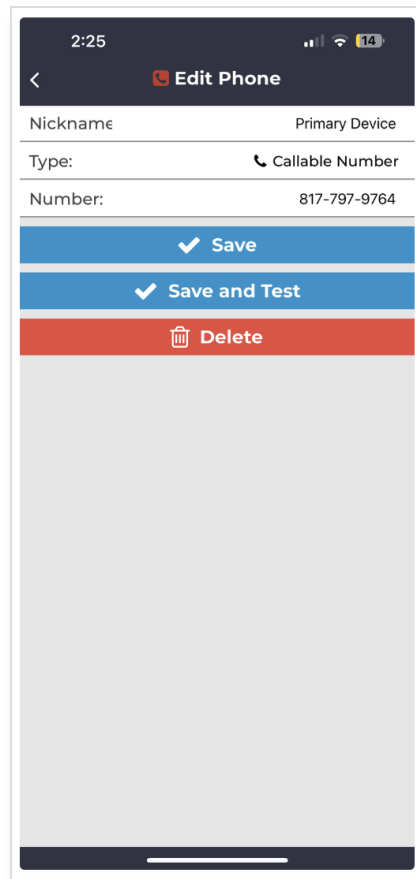 2:25 14
Edit Phone
Nickname Primary Device
Type: Callable Number
Number: 817-797-9764
Save
Save and Test
Delete